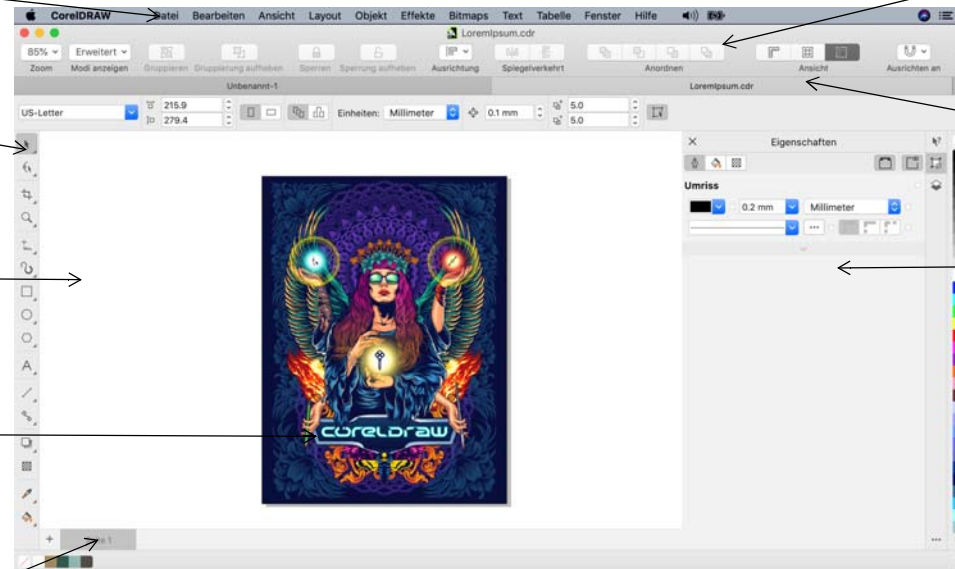 CorelDRAW Datei Bearbeiten Ansicht Layout Objekt Effekte Bitmaps Text Tabelle Fenster Hilfe
LoremIpsum.cdr
85% Erweitert
Zoom Modi anzeigen Gruppieren Gruppierung aufheben Sperren Sperrung aufheben Ausrichtung Spiegelverkehrt Anordnen Ansicht Ausrichten an
Unbenannt-1 LoremIpsum.cdr
US-Letter 215.9 279.4 Einheiten: Millimeter 0.1 mm 5.0 5.0
Eigenschaften
Umriss
0.2 mm Millimeter
CORELDRAW
1